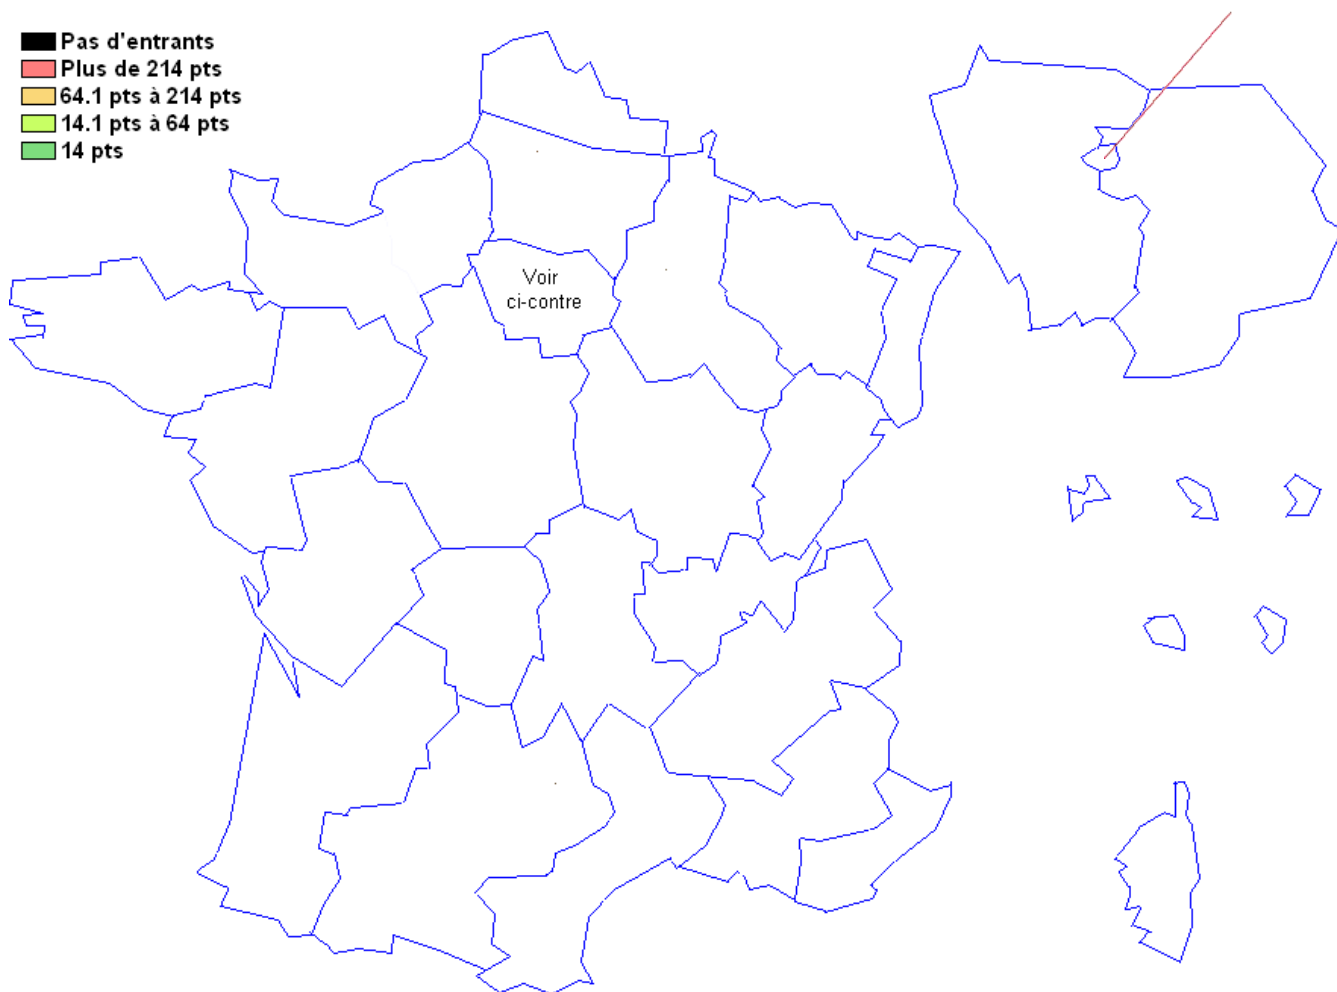 Pas d'entrants
Plus de 214 pts
64.1 pts à 214 pts
14.1 pts à 64 pts
14 pts
Voir
ci-contre